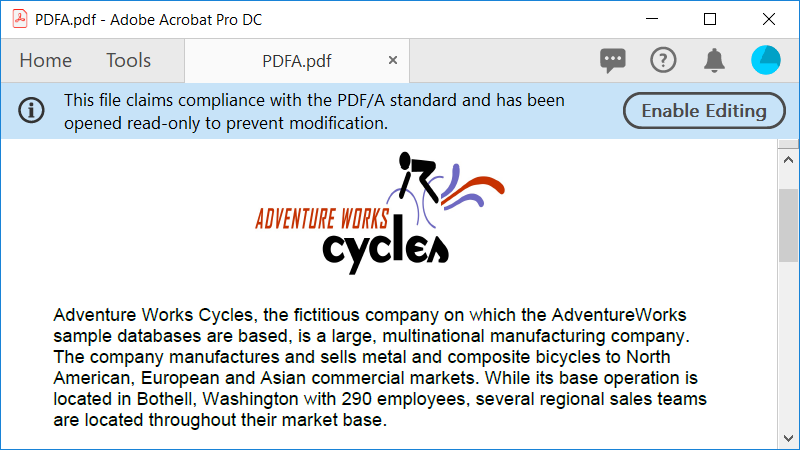 PDFA.pdf - Adobe Acrobat Pro DC
Home Tools PDFA.pdf
This file claims compliance with the PDF/A standard and has been
opened read-only to prevent modification.
Enable Editing
ADVENTURE WORKS
cycles
Adventure Works Cycles, the fictitious company on which the AdventureWorks
sample databases are based, is a large, multinational manufacturing company.
The company manufactures and sells metal and composite bicycles to North
American, European and Asian commercial markets. While its base operation is
located in Bothell, Washington with 290 employees, several regional sales teams
are located throughout their market base.